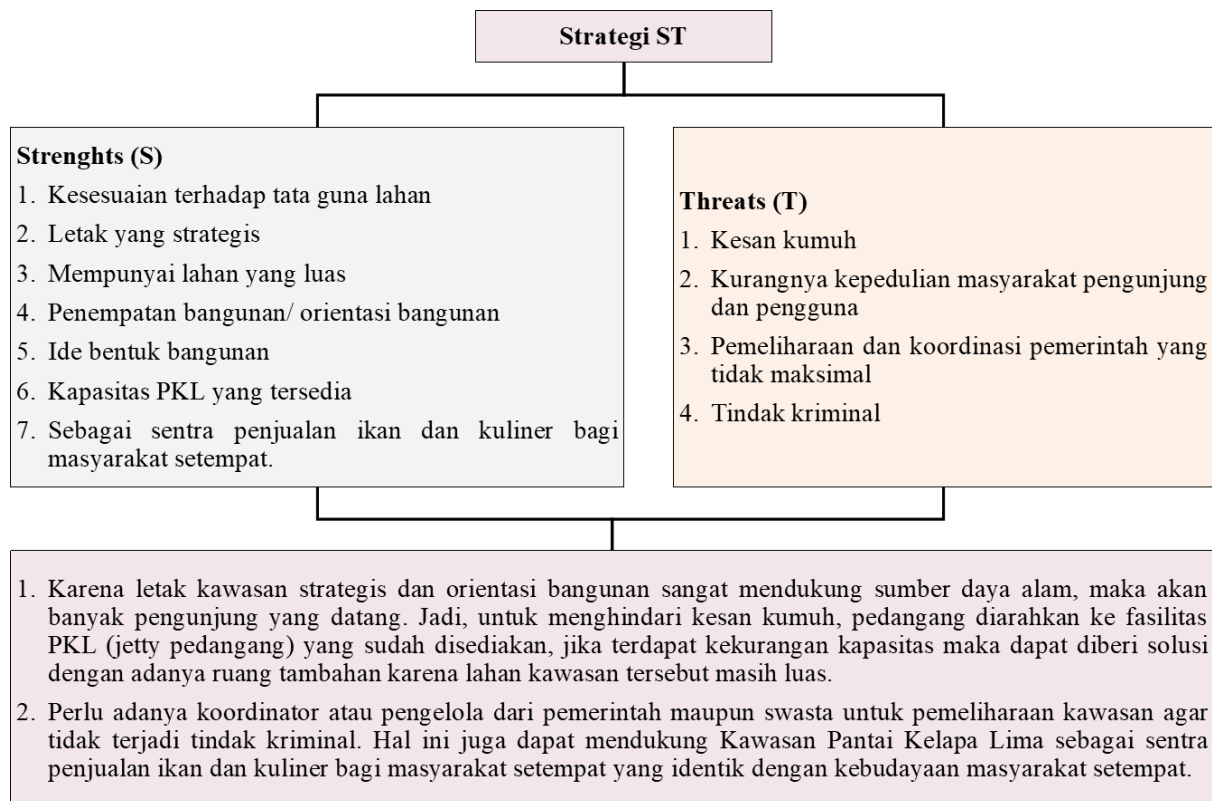 Strategi ST
Strenghts (S)
1. Kesesuaian terhadap tata guna lahan
2. Letak yang strategis
3. Mempunyai lahan yang luas
4. Penempatan bangunan/ orientasi bangunan
5. Ide bentuk bangunan
6. Kapasitas PKL yang tersedia
7. Sebagai sentra penjualan ikan dan kuliner bagi
masyarakat setempat.
Threats (T)
1. Kesan kumuh
2. Kurangnya kepedulian masyarakat pengunjung
dan pengguna
3. Pemeliharaan dan koordinasi pemerintah yang
tidak maksimal
4. Tindak kriminal
1. Karena letak kawasan strategis dan orientasi bangunan sangat mendukung sumber daya alam, maka akan
banyak pengunjung yang datang. Jadi, untuk menghindari kesan kumuh, pedangang diarahkan ke fasilitas
PKL (jetty pedangang) yang sudah disediakan, jika terdapat kekurangan kapasitas maka dapat diberi solusi
dengan adanya ruang tambahan karena lahan kawasan tersebut masih luas.
2. Perlu adanya koordinator atau pengelola dari pemerintah maupun swasta untuk pemeliharaan kawasan agar
tidak terjadi tindak kriminal. Hal ini juga dapat mendukung Kawasan Pantai Kelapa Lima sebagai sentra
penjualan ikan dan kuliner bagi masyarakat setempat yang identik dengan kebudayaan masyarakat setempat.